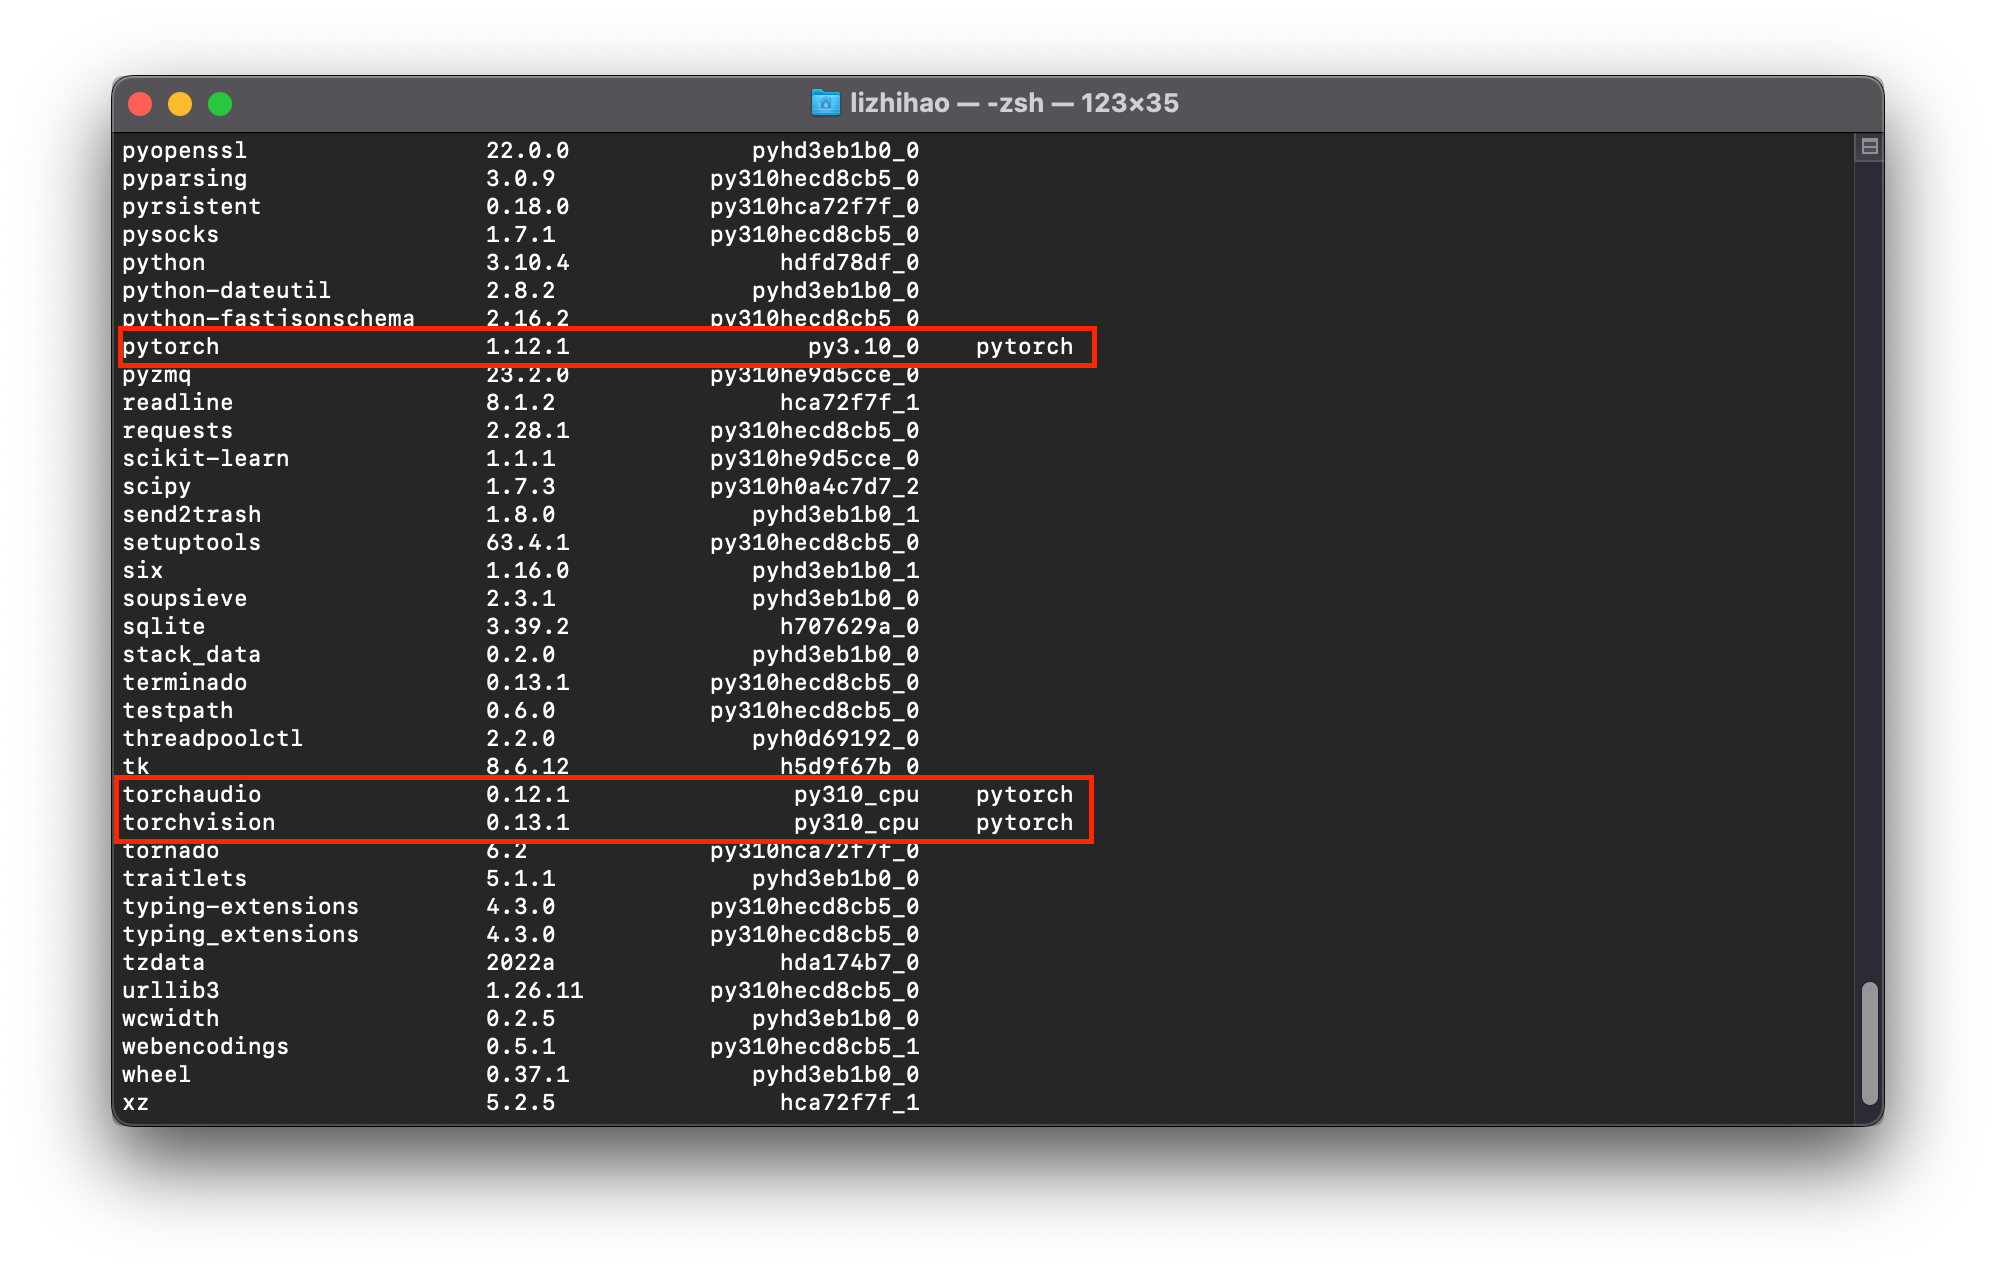 lizhihao — -zsh — 123×35
pyopenssl 22.0.0 pyhd3eb1b0_0
pyparsing 3.0.9 py310hecd8cb5_0
pyrsistent 0.18.0 py310hca72f7f_0
pysocks 1.7.1 py310hecd8cb5_0
python 3.10.4 hdfd78df_0
python-dateutil 2.8.2 pyhd3eb1b0_0
python-fastjsonschema 2.16.2 py310hecd8cb5_0
pytorch 1.12.1 py3.10_0 pytorch
pyzmq 23.2.0 py310he9d5cce_0
readline 8.1.2 hca72f7f_1
requests 2.28.1 py310hecd8cb5_0
scikit-learn 1.1.1 py310he9d5cce_0
scipy 1.7.3 py310h0a4c7d7_2
send2trash 1.8.0 pyhd3eb1b0_1
setuptools 63.4.1 py310hecd8cb5_0
six 1.16.0 pyhd3eb1b0_1
soupsieve 2.3.1 pyhd3eb1b0_0
sqlite 3.39.2 h707629a_0
stack_data 0.2.0 pyhd3eb1b0_0
terminado 0.13.1 py310hecd8cb5_0
testpath 0.6.0 py310hecd8cb5_0
threadpoolctl 2.2.0 pyh0d69192_0
tk 8.6.12 h5d9f67b_0
torchaudio 0.12.1 py310_cpu pytorch
torchvision 0.13.1 py310_cpu pytorch
tornado 6.2 py310hca72f7f_0
traitlets 5.1.1 pyhd3eb1b0_0
typing-extensions 4.3.0 py310hecd8cb5_0
typing_extensions 4.3.0 py310hecd8cb5_0
tzdata 2022a hda174b7_0
urllib3 1.26.11 py310hecd8cb5_0
wcwidth 0.2.5 pyhd3eb1b0_0
webencodings 0.5.1 py310hecd8cb5_1
wheel 0.37.1 pyhd3eb1b0_0
xz 5.2.5 hca72f7f_1